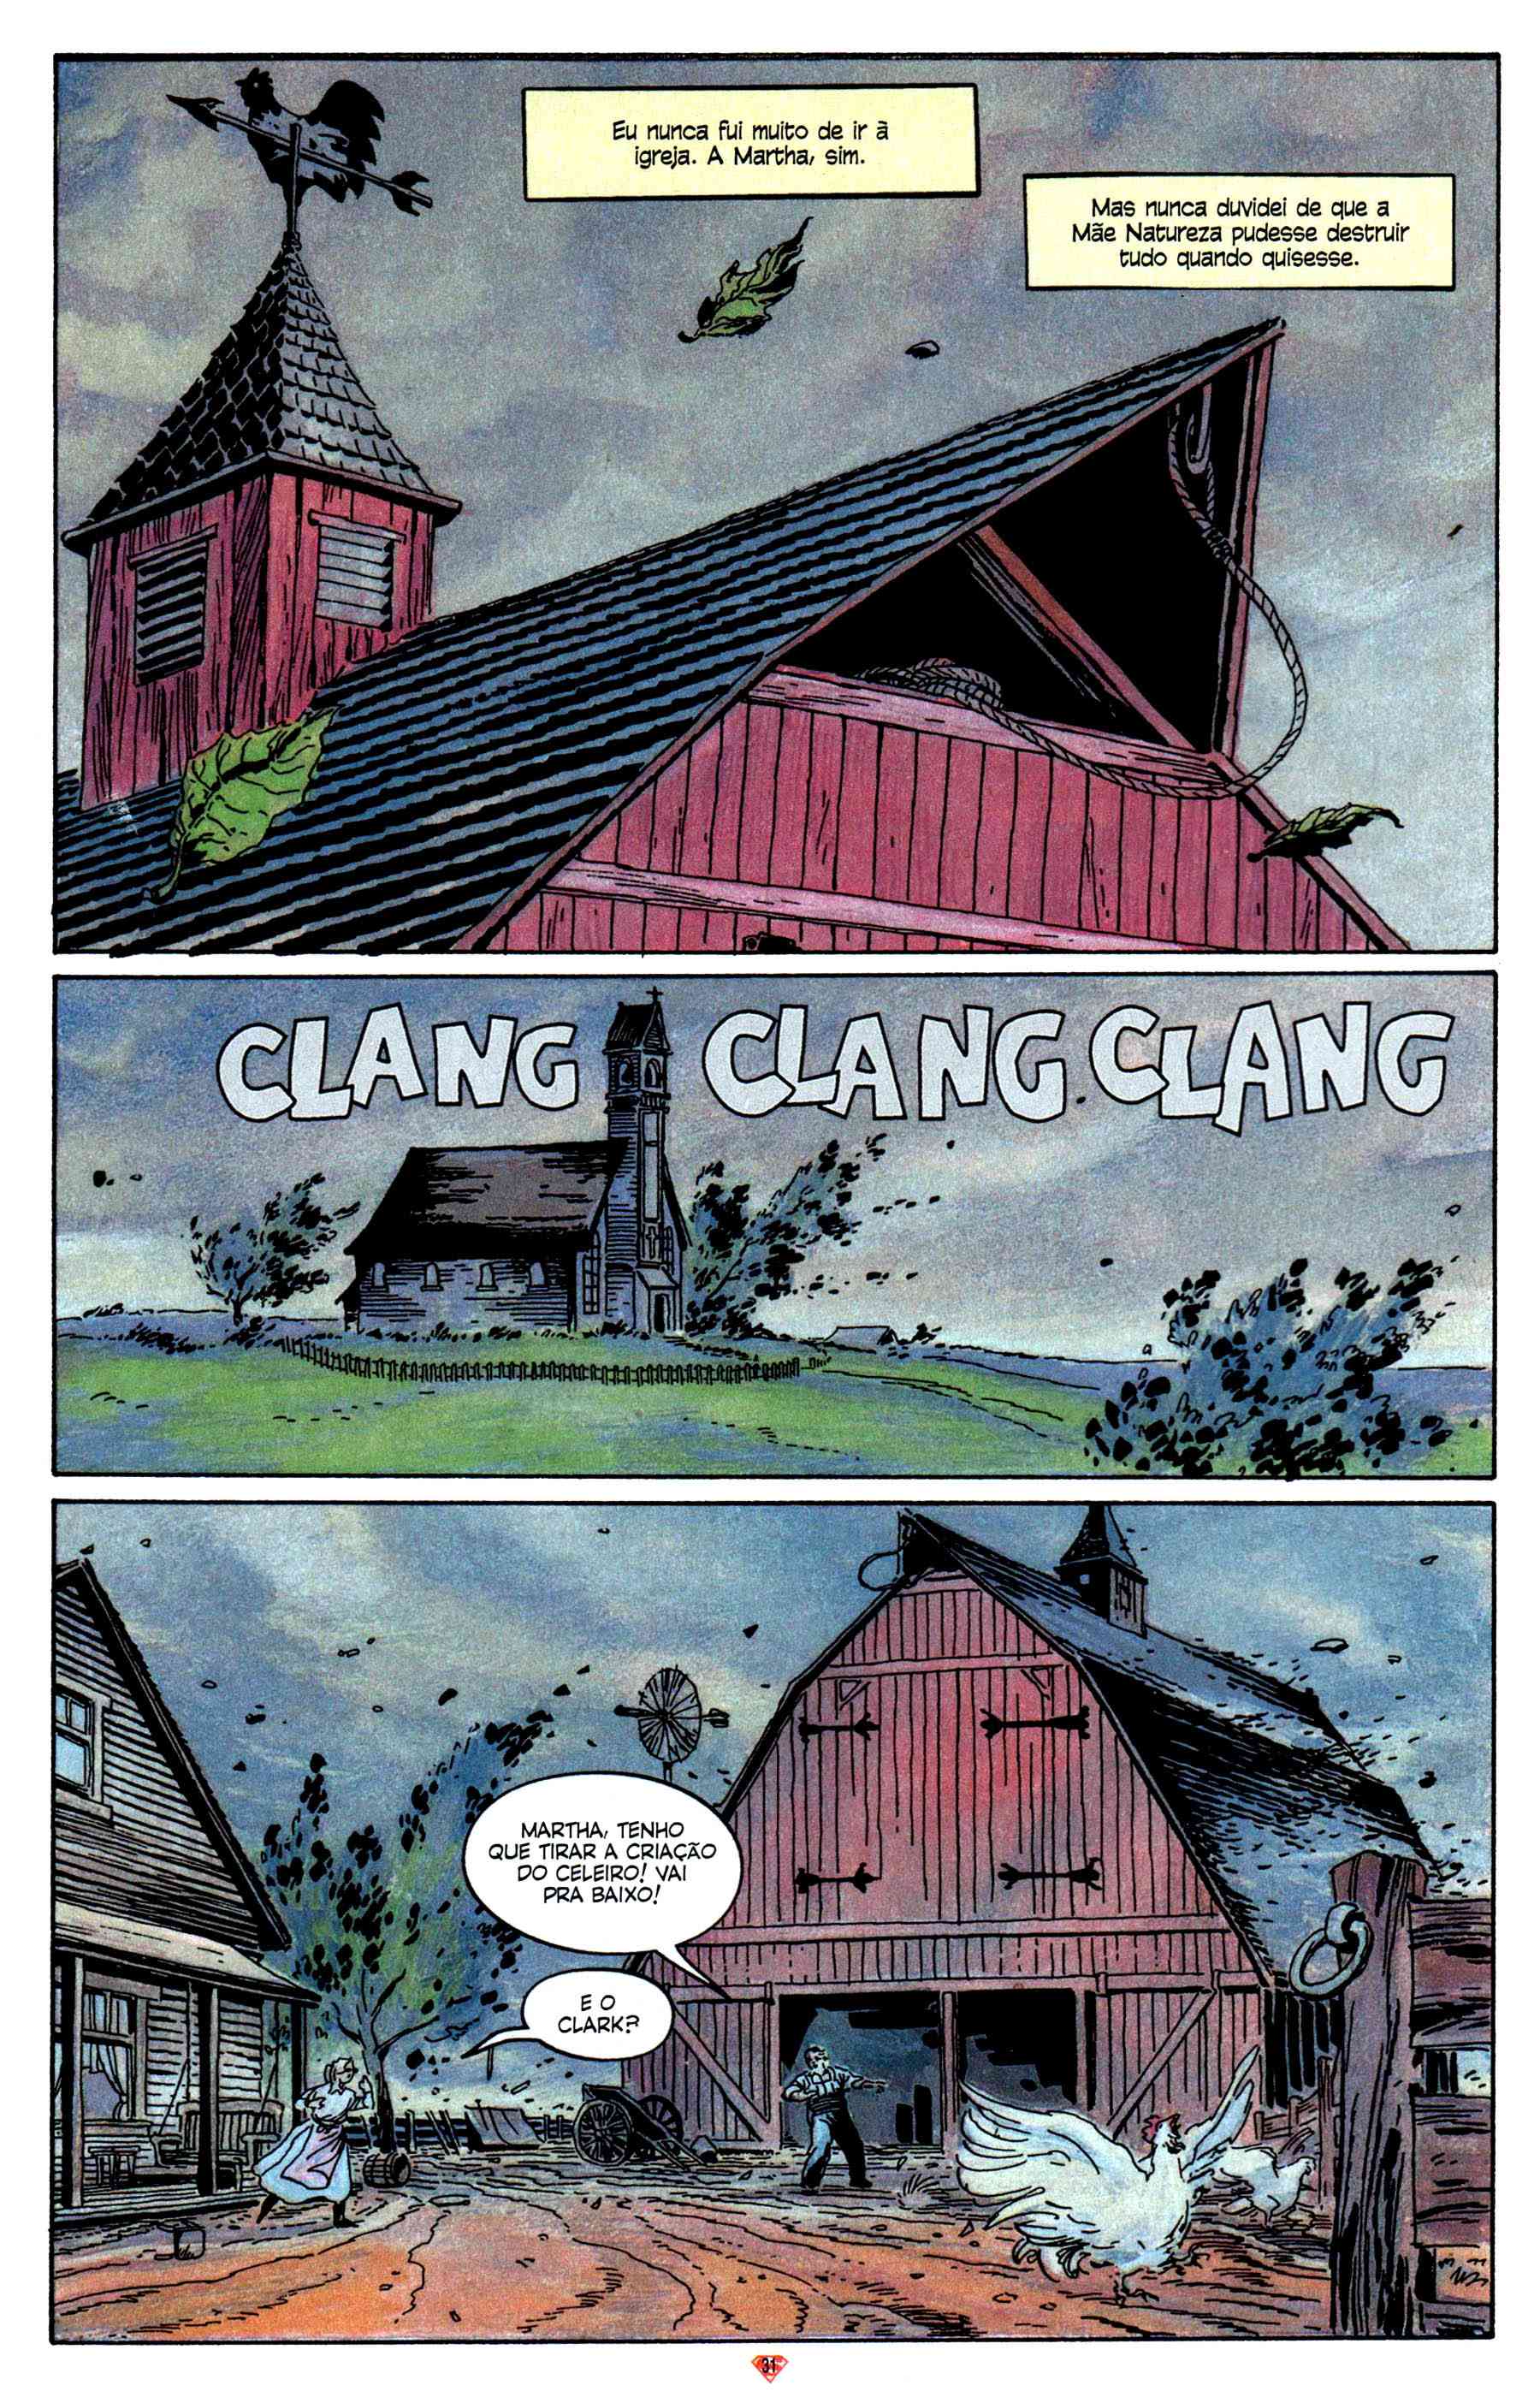 Eu nunca fui muito de ir à
igreja. A Martha, sim.
Mas nunca duvidei de que a
Mãe Natureza pudesse destruir
tudo quando quisesse.
CLANG CLANG CLANG
MARTHA, TENHO
QUE TIRAR A CRIAÇÃO
DO CELEIRO! VAI
PRA BAIXO!
E O
CLARK?
31